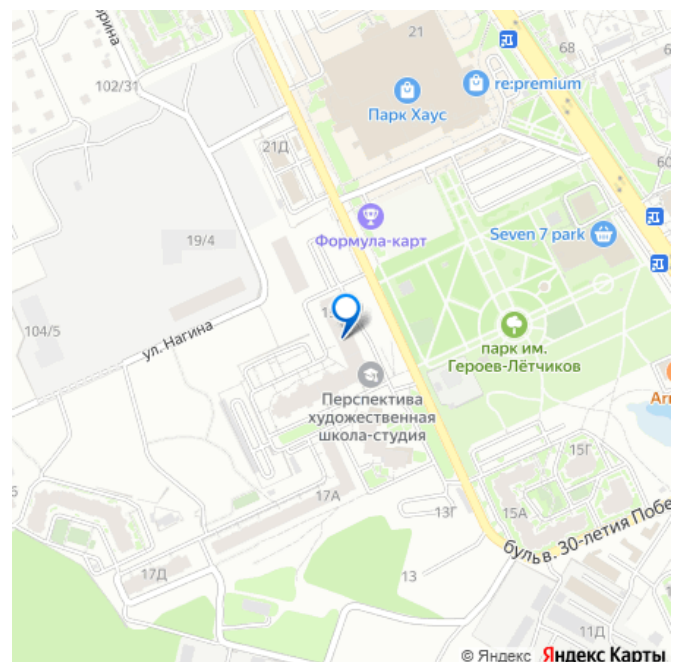 21
68
102/31
re:premium
Парк Хаус
21Д
60
Формула-карт
19/4
Seven 7 park
104/5
ул. Нагина
парк им.
Героев-Лётчиков
Перспектива
художественная
школа-студия
15Г
17А
13Г
15А
бульв. 30-летия Побе
17Д
13
11Д
© Яндекс Яндекс Карты